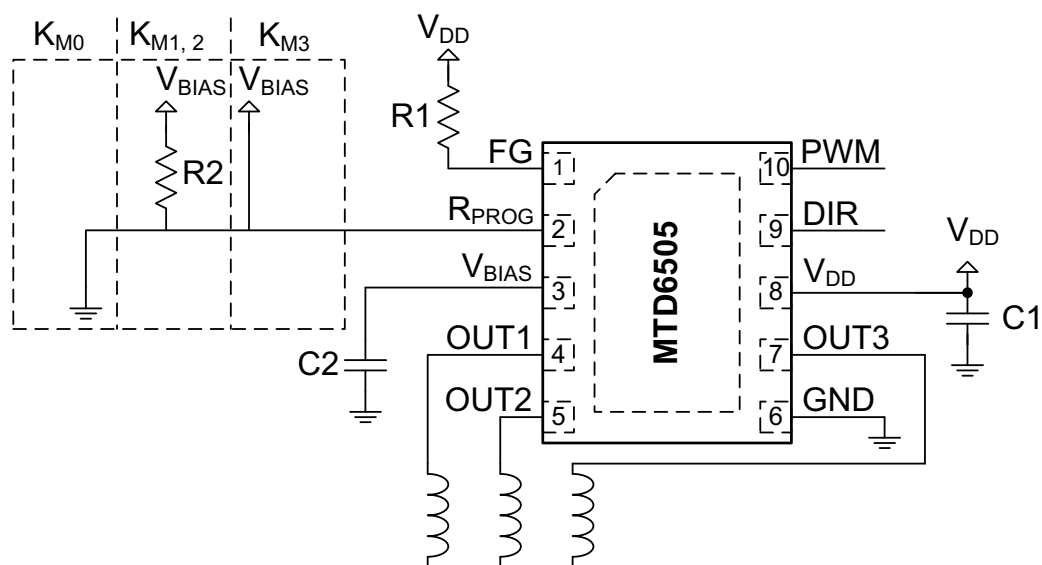 K_M0 K_M1, 2 K_M3
V_BIAS V_BIAS
R2
V_DD
R1
FG
R_PROG
V_BIAS
C2
OUT1
OUT2
1
2
3
4
5
MTD6505
10
9
8
7
6
PWM
DIR
V_DD
OUT3
GND
V_DD
C1